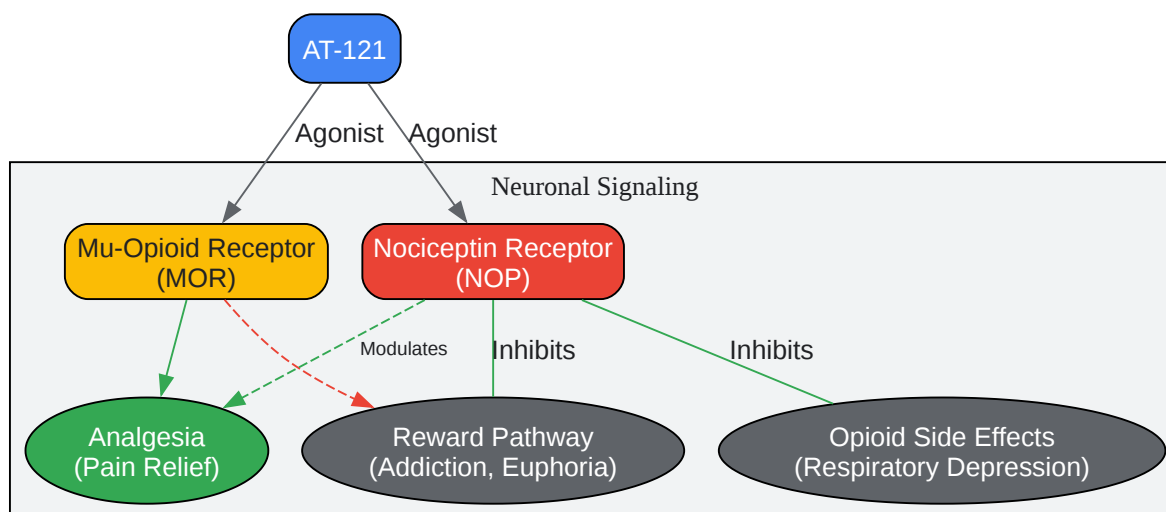 AT-121
Agonist
Agonist
Neuronal Signaling
Mu-Opioid Receptor
(MOR)
Nociceptin Receptor
(NOP)
Modulates
Inhibits
Inhibits
Analgesia
(Pain Relief)
Reward Pathway
(Addiction, Euphoria)
Opioid Side Effects
(Respiratory Depression)